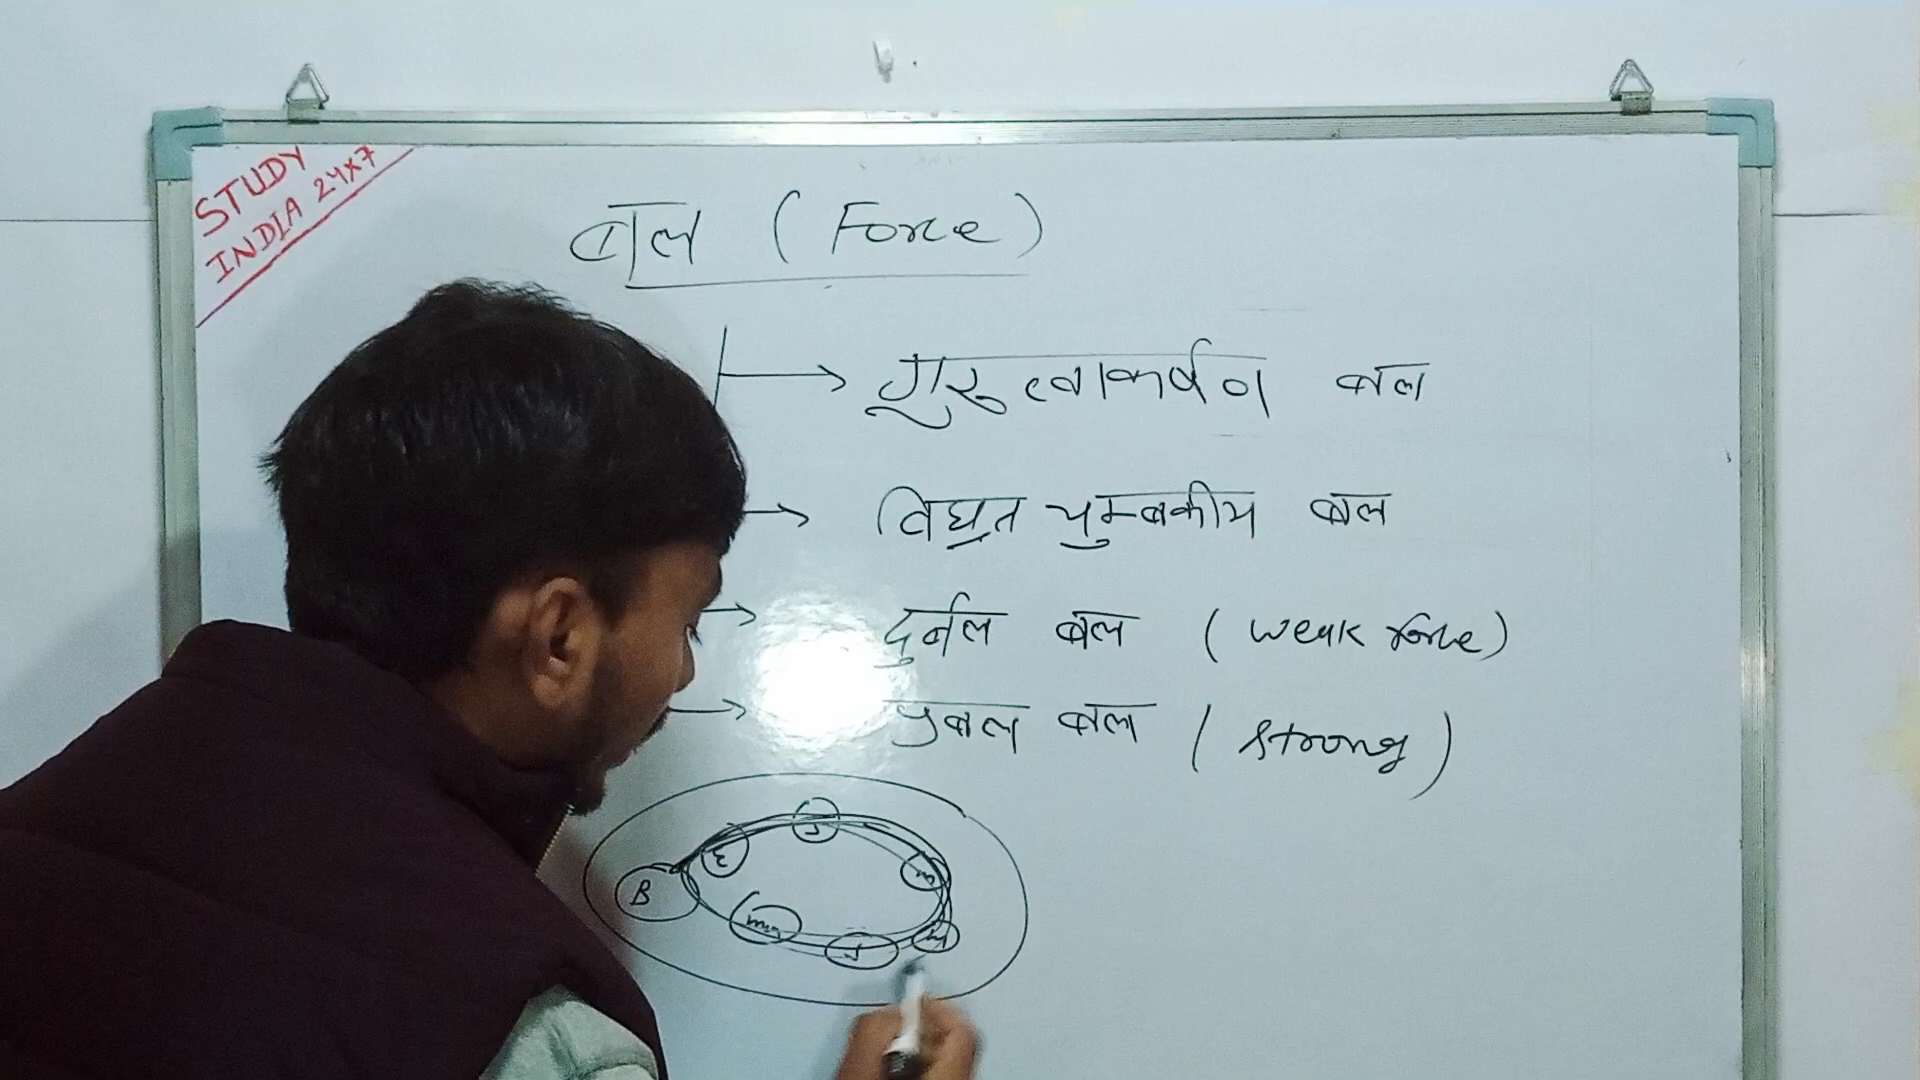 STUDY
INDIA 24x7
बल (Force)
गुरुत्वाकर्षण बल
विघुत चुम्बकीय बल
दुर्बल बल (weak force)
प्रबल बल (strong)
B